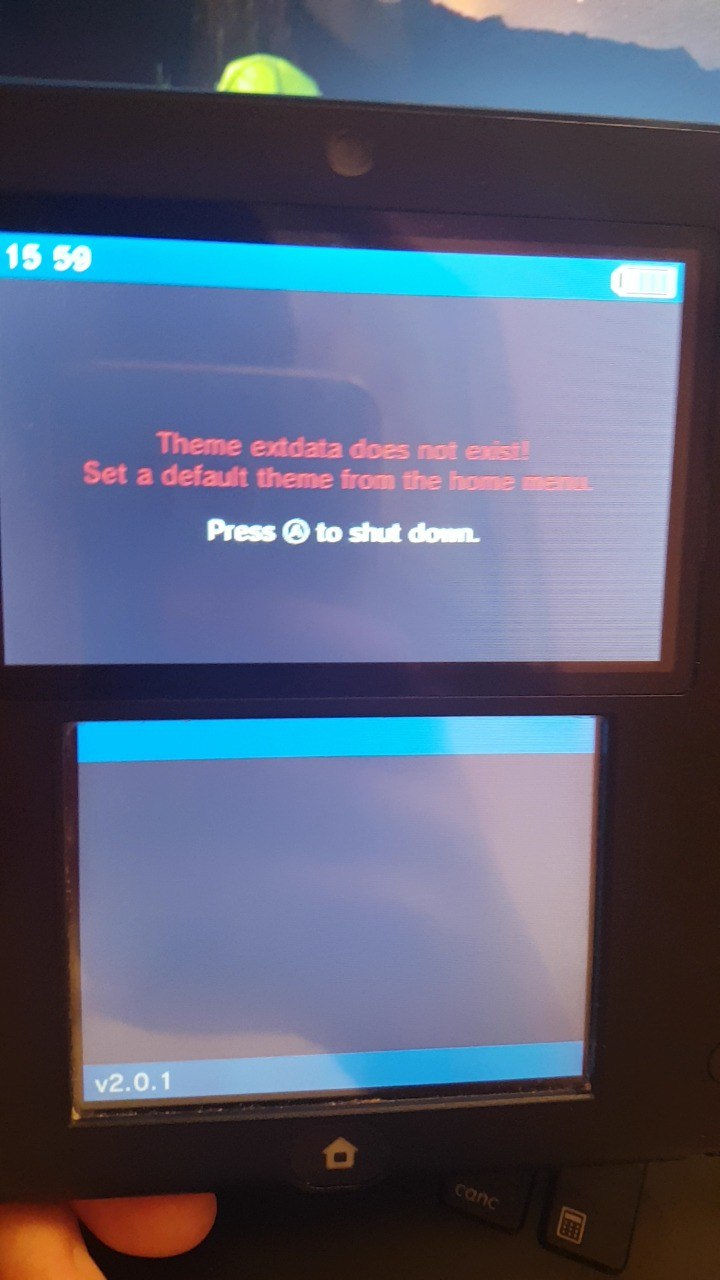 15 59
Theme extdata does not exist!
Set a default theme from the home menu.
Press Ⓐ to shut down.
v2.0.1
canc